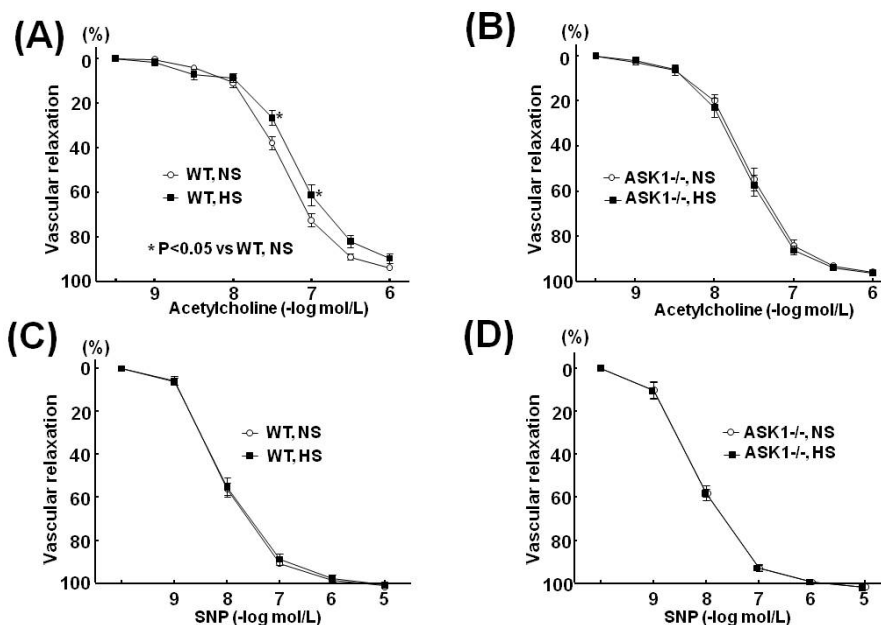 (A)
(%)
0
20
40
60
80
100
Vascular relaxation
WT, NS
WT, HS
* P<0.05 vs WT, NS
*
*
9 8 7 6
Acetylcholine (-log mol/L)
(B)
(%)
0
20
40
60
80
100
Vascular relaxation
ASK1-/-, NS
ASK1-/-, HS
9 8 7 6
Acetylcholine (-log mol/L)
(C)
(%)
0
20
40
60
80
100
Vascular relaxation
WT, NS
WT, HS
9 8 7 6 5
SNP (-log mol/L)
(D)
(%)
0
20
40
60
80
100
Vascular relaxation
ASK1-/-, NS
ASK1-/-, HS
9 8 7 6 5
SNP (-log mol/L)